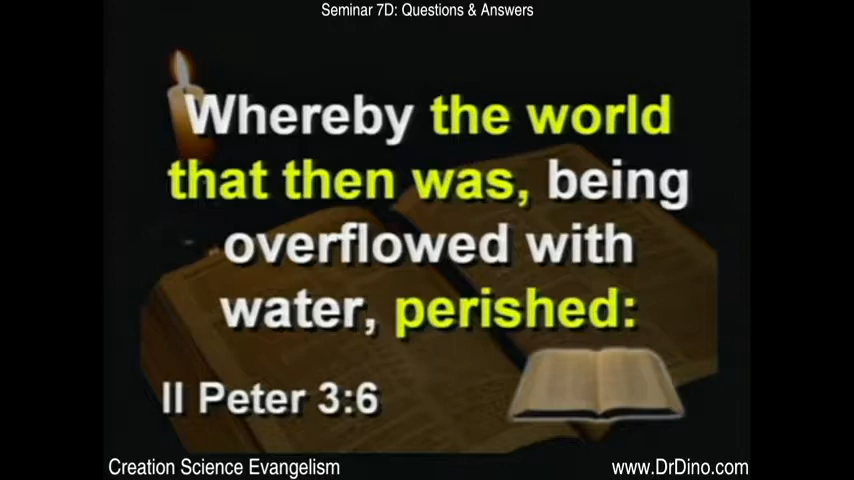 Seminar 7D: Questions & Answers
Whereby the world
that then was, being
overflowed with
water, perished:
II Peter 3:6
Creation Science Evangelism
www.DrDino.com